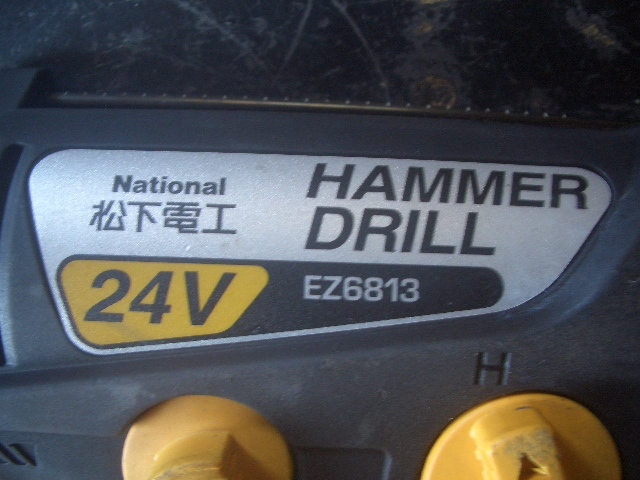 National
松下電工
HAMMER
DRILL
24V
EZ6813
H